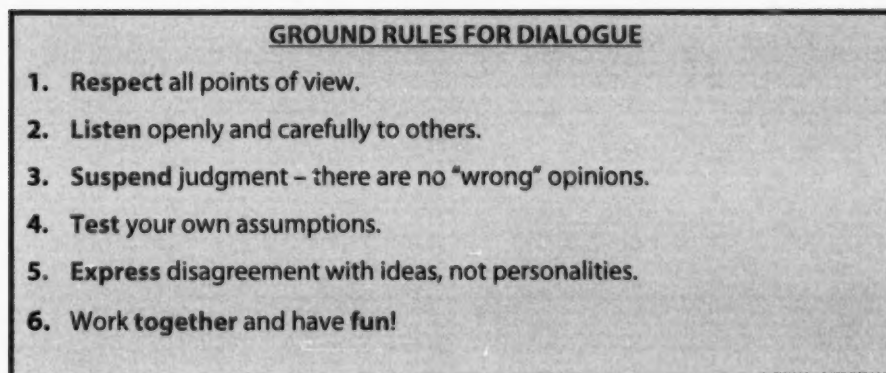 GROUND RULES FOR DIALOGUE
1. Respect all points of view.
2. Listen openly and carefully to others.
3. Suspend judgment – there are no "wrong" opinions.
4. Test your own assumptions.
5. Express disagreement with ideas, not personalities.
6. Work together and have fun!